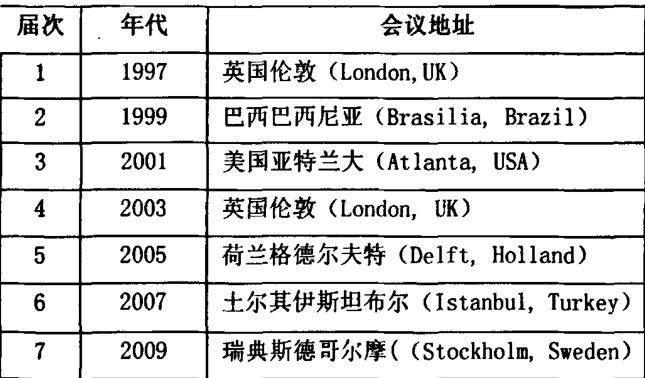 届次 年代 会议地址
1 1997 英国伦敦（London,UK）
2 1999 巴西巴西尼亚（Brasilia, Brazil）
3 2001 美国亚特兰大（Atlanta, USA）
4 2003 英国伦敦（London, UK）
5 2005 荷兰格德尔夫特（Delft, Holland）
6 2007 土尔其伊斯坦布尔（Istanbul, Turkey）
7 2009 瑞典斯德哥尔摩(（Stockholm, Sweden）